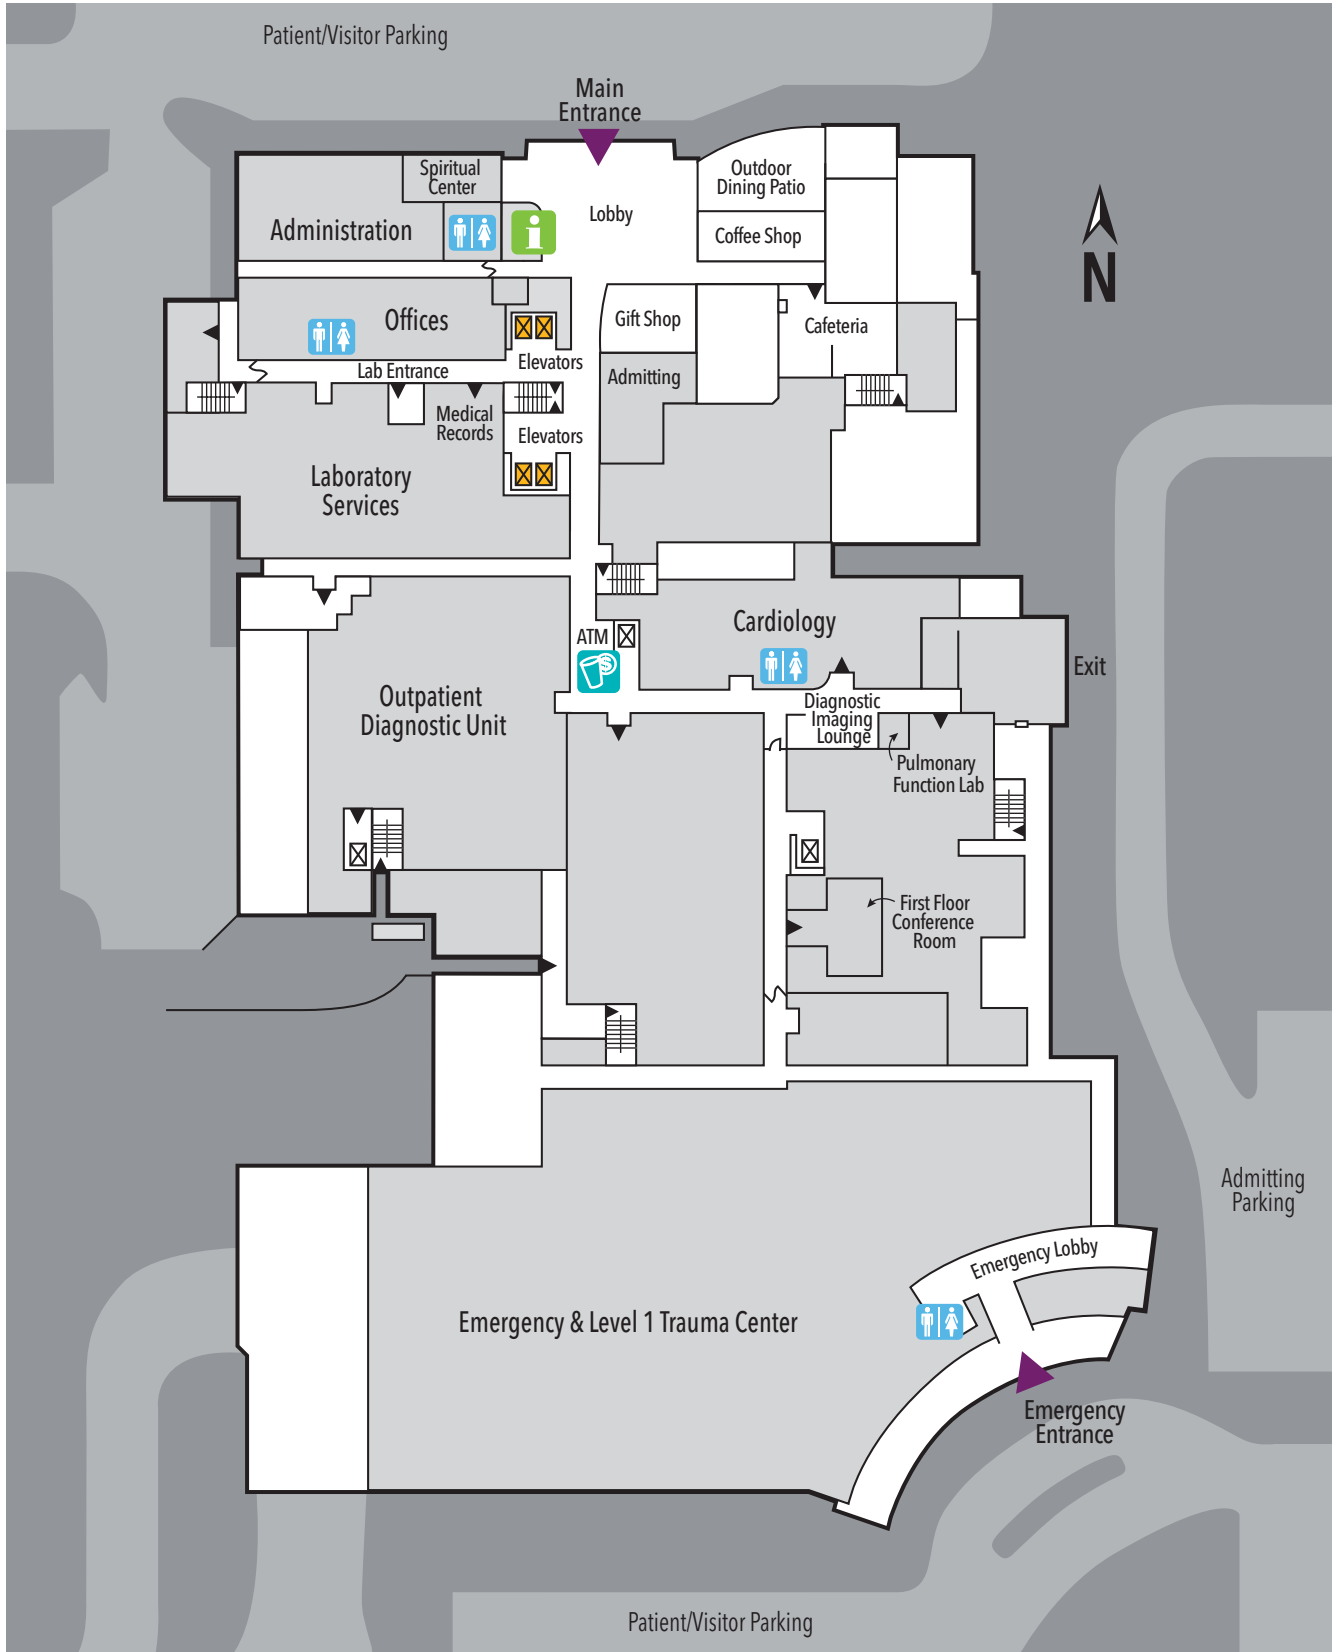 Patient/Visitor Parking
Main
Entrance
Spiritual
Center
Outdoor
Dining Patio
Lobby
Administration
Coffee Shop
N
Gift Shop
Offices
Cafeteria
Elevators
Lab Entrance
Admitting
Medical
Records
Elevators
Laboratory
Services
Cardiology
ATM
$
Exit
Outpatient
Diagnostic Unit
Diagnostic
Imaging
Lounge
Pulmonary
Function Lab
First Floor
Conference
Room
Admitting
Parking
Emergency Lobby
Emergency & Level 1 Trauma Center
Emergency
Entrance
Patient/Visitor Parking